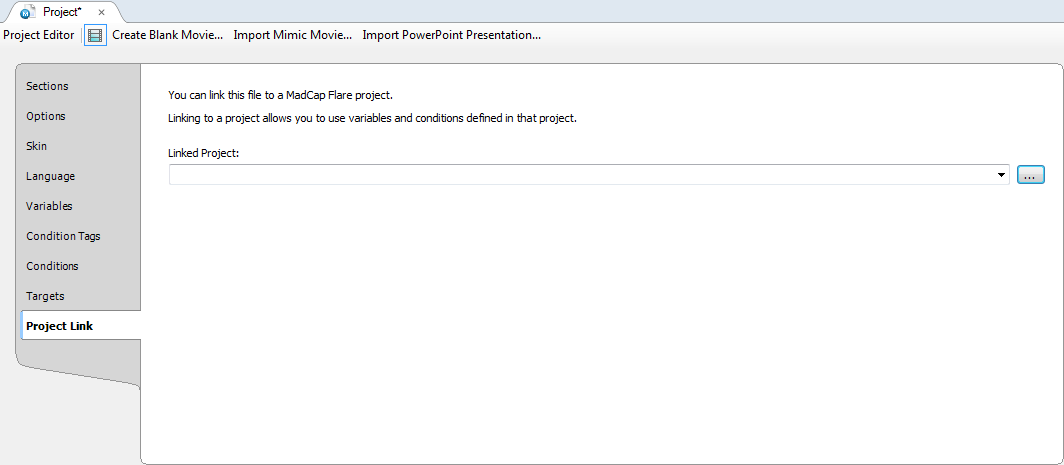 Project*
Project Editor Create Blank Movie... Import Mimic Movie... Import PowerPoint Presentation...
Sections
Options
Skin
Language
Variables
Condition Tags
Conditions
Targets
Project Link
You can link this file to a MadCap Flare project.
Linking to a project allows you to use variables and conditions defined in that project.
Linked Project:
...